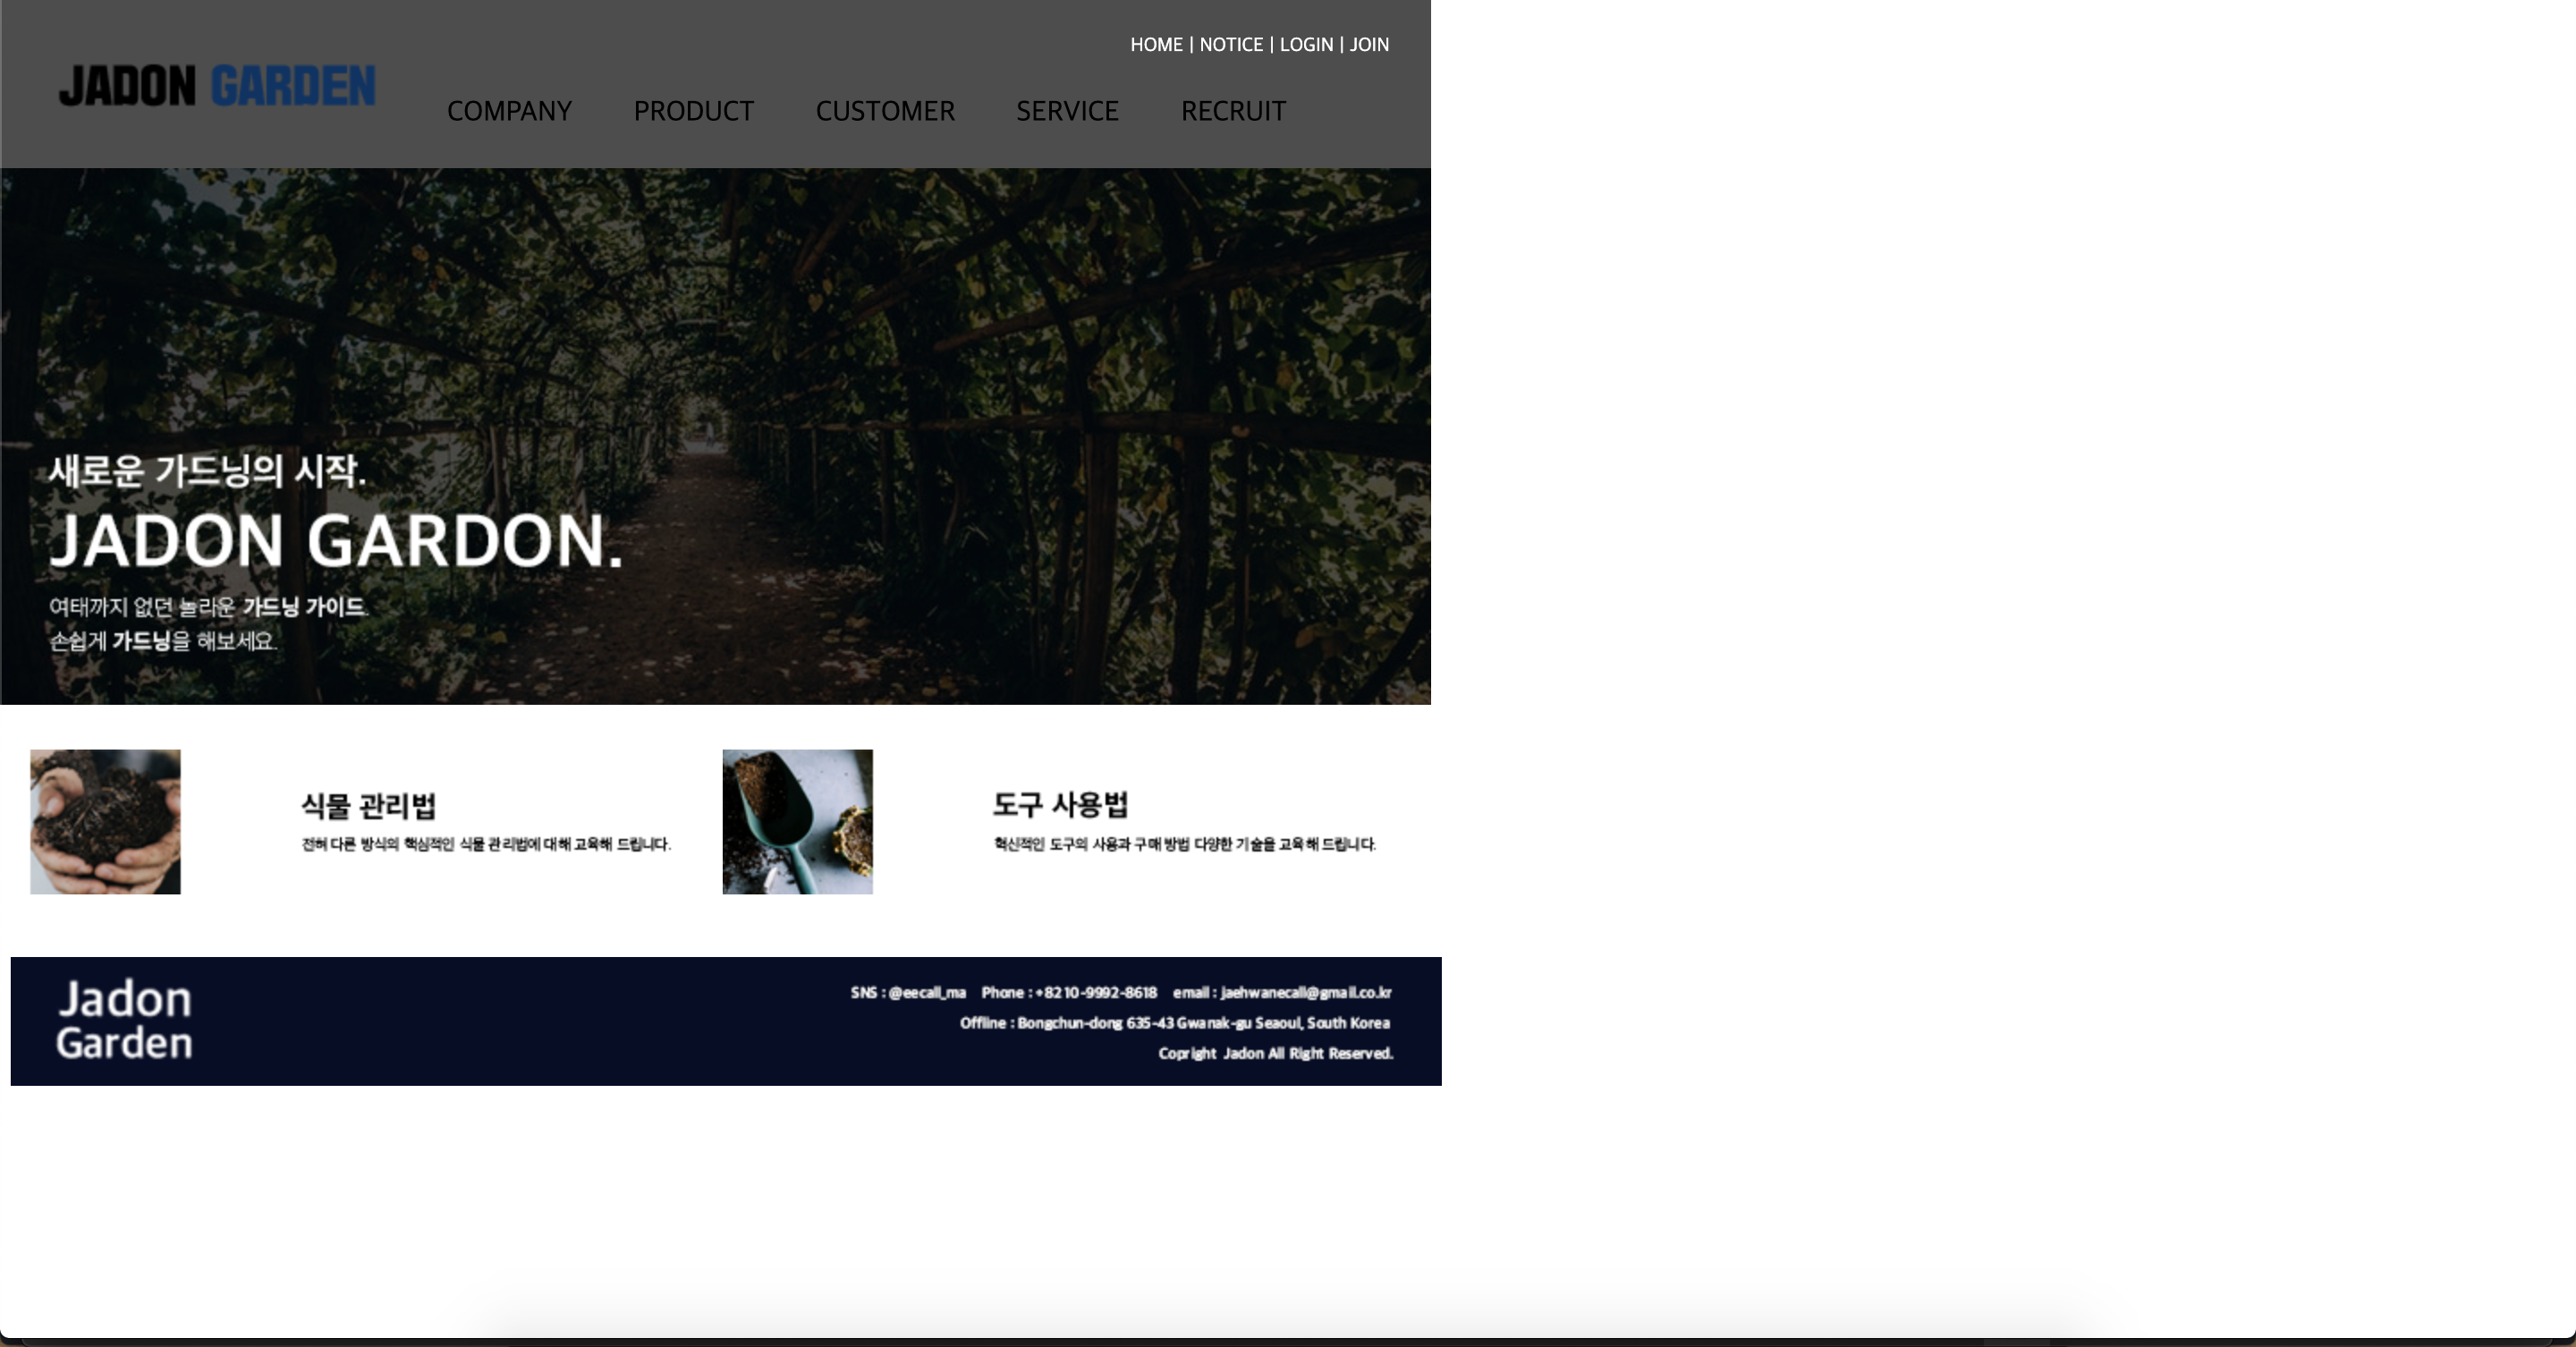 HOME | NOTICE | LOGIN | JOIN
JADON GARDEN
COMPANY PRODUCT CUSTOMER SERVICE RECRUIT
새로운 가드닝의 시작.
JADON GARDON.
여태까지 없던 놀라운 가드닝 가이드.
손쉽게 가드닝을 해보세요.
식물 관리법
전혀 다른 방식의 핵심적인 식물 관리법에 대해 교육해 드립니다.
도구 사용법
혁신적인 도구의 사용과 구매 방법 다양한 기술을 교육해 드립니다.
Jadon
Garden
SNS : @eecall_ma Phone : +82 10-9992-8618 email : jaehwanecall@gmail.co.kr
Offline : Bongchun-dong 635-43 Gwanak-gu Seaoul, South Korea
Copright Jadon All Right Reserved.